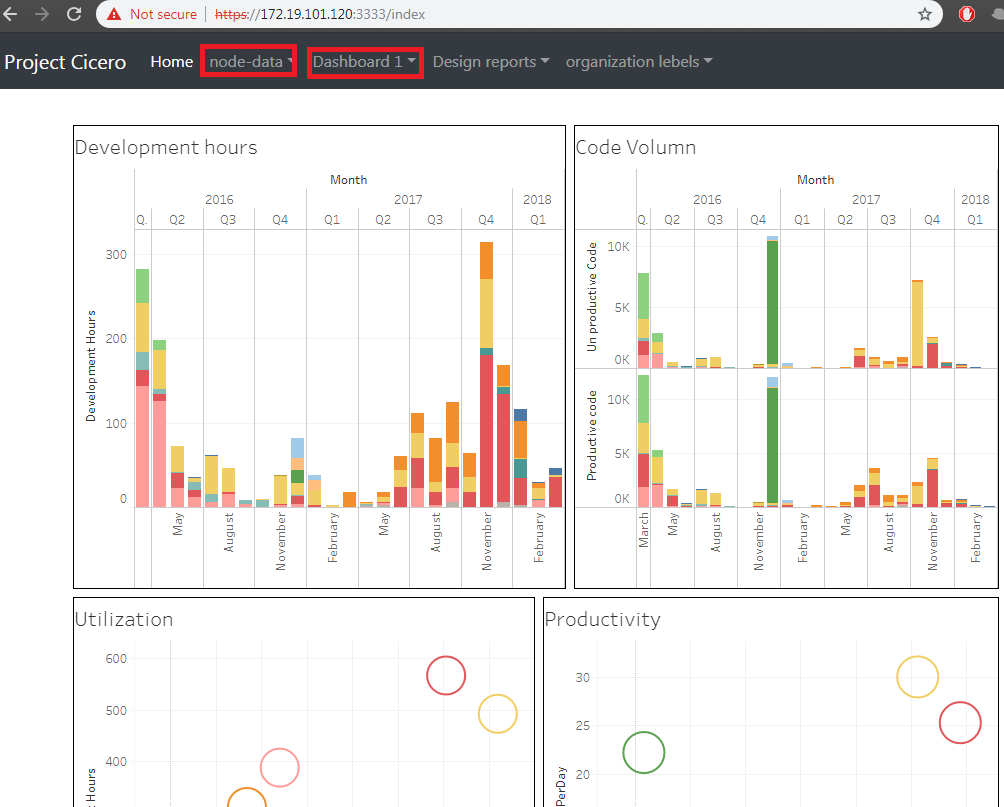 Not secure | https://172.19.101.120:3333/index
Project Cicero Home node-data Dashboard 1 Design reports organization lebels
Development hours
Month
2016 2017 2018
Q. Q2 Q3 Q4 Q1 Q2 Q3 Q4 Q1
Development Hours
300
200
100
0
May August November February May August November February
Code Volumn
Month
2016 2017 2018
Q. Q2 Q3 Q4 Q1 Q2 Q3 Q4 Q1
Un productive Code
10K
5K
0K
Productive code
10K
5K
0K
March May August November February May August November February
Utilization
600
500
400
Hours
Productivity
30
25
20
PerDay